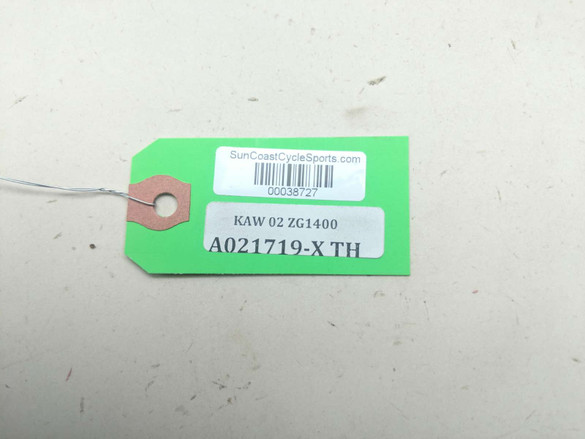 SunCoastCycleSports.com
00038727
KAW 02 ZG1400
A021719-X TH